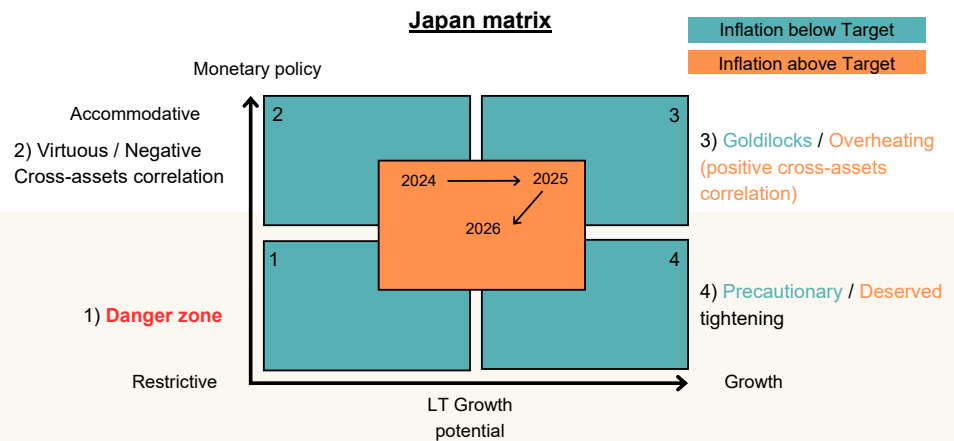 Japan matrix
Inflation below Target
Inflation above Target
Monetary policy
Accommodative
2) Virtuous / Negative
Cross-assets correlation
2
3
3) Goldilocks / Overheating
(positive cross-assets
correlation)
2024
2025
2026
1
4
4) Precautionary / Deserved
tightening
1) Danger zone
Restrictive
Growth
LT Growth
potential